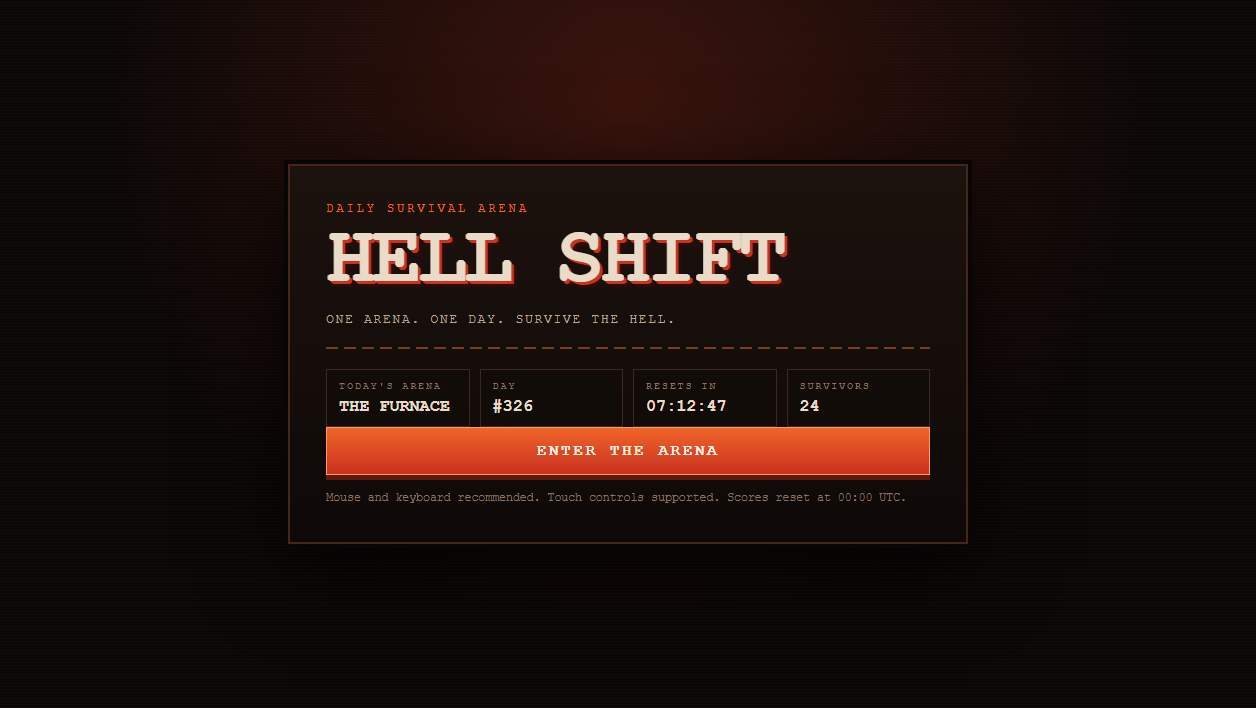 DAILY SURVIVAL ARENA
HELL SHIFT
ONE ARENA. ONE DAY. SURVIVE THE HELL.
TODAY'S ARENA
THE FURNACE
DAY
#326
RESETS IN
07:12:47
SURVIVORS
24
ENTER THE ARENA
Mouse and keyboard recommended. Touch controls supported. Scores reset at 00:00 UTC.